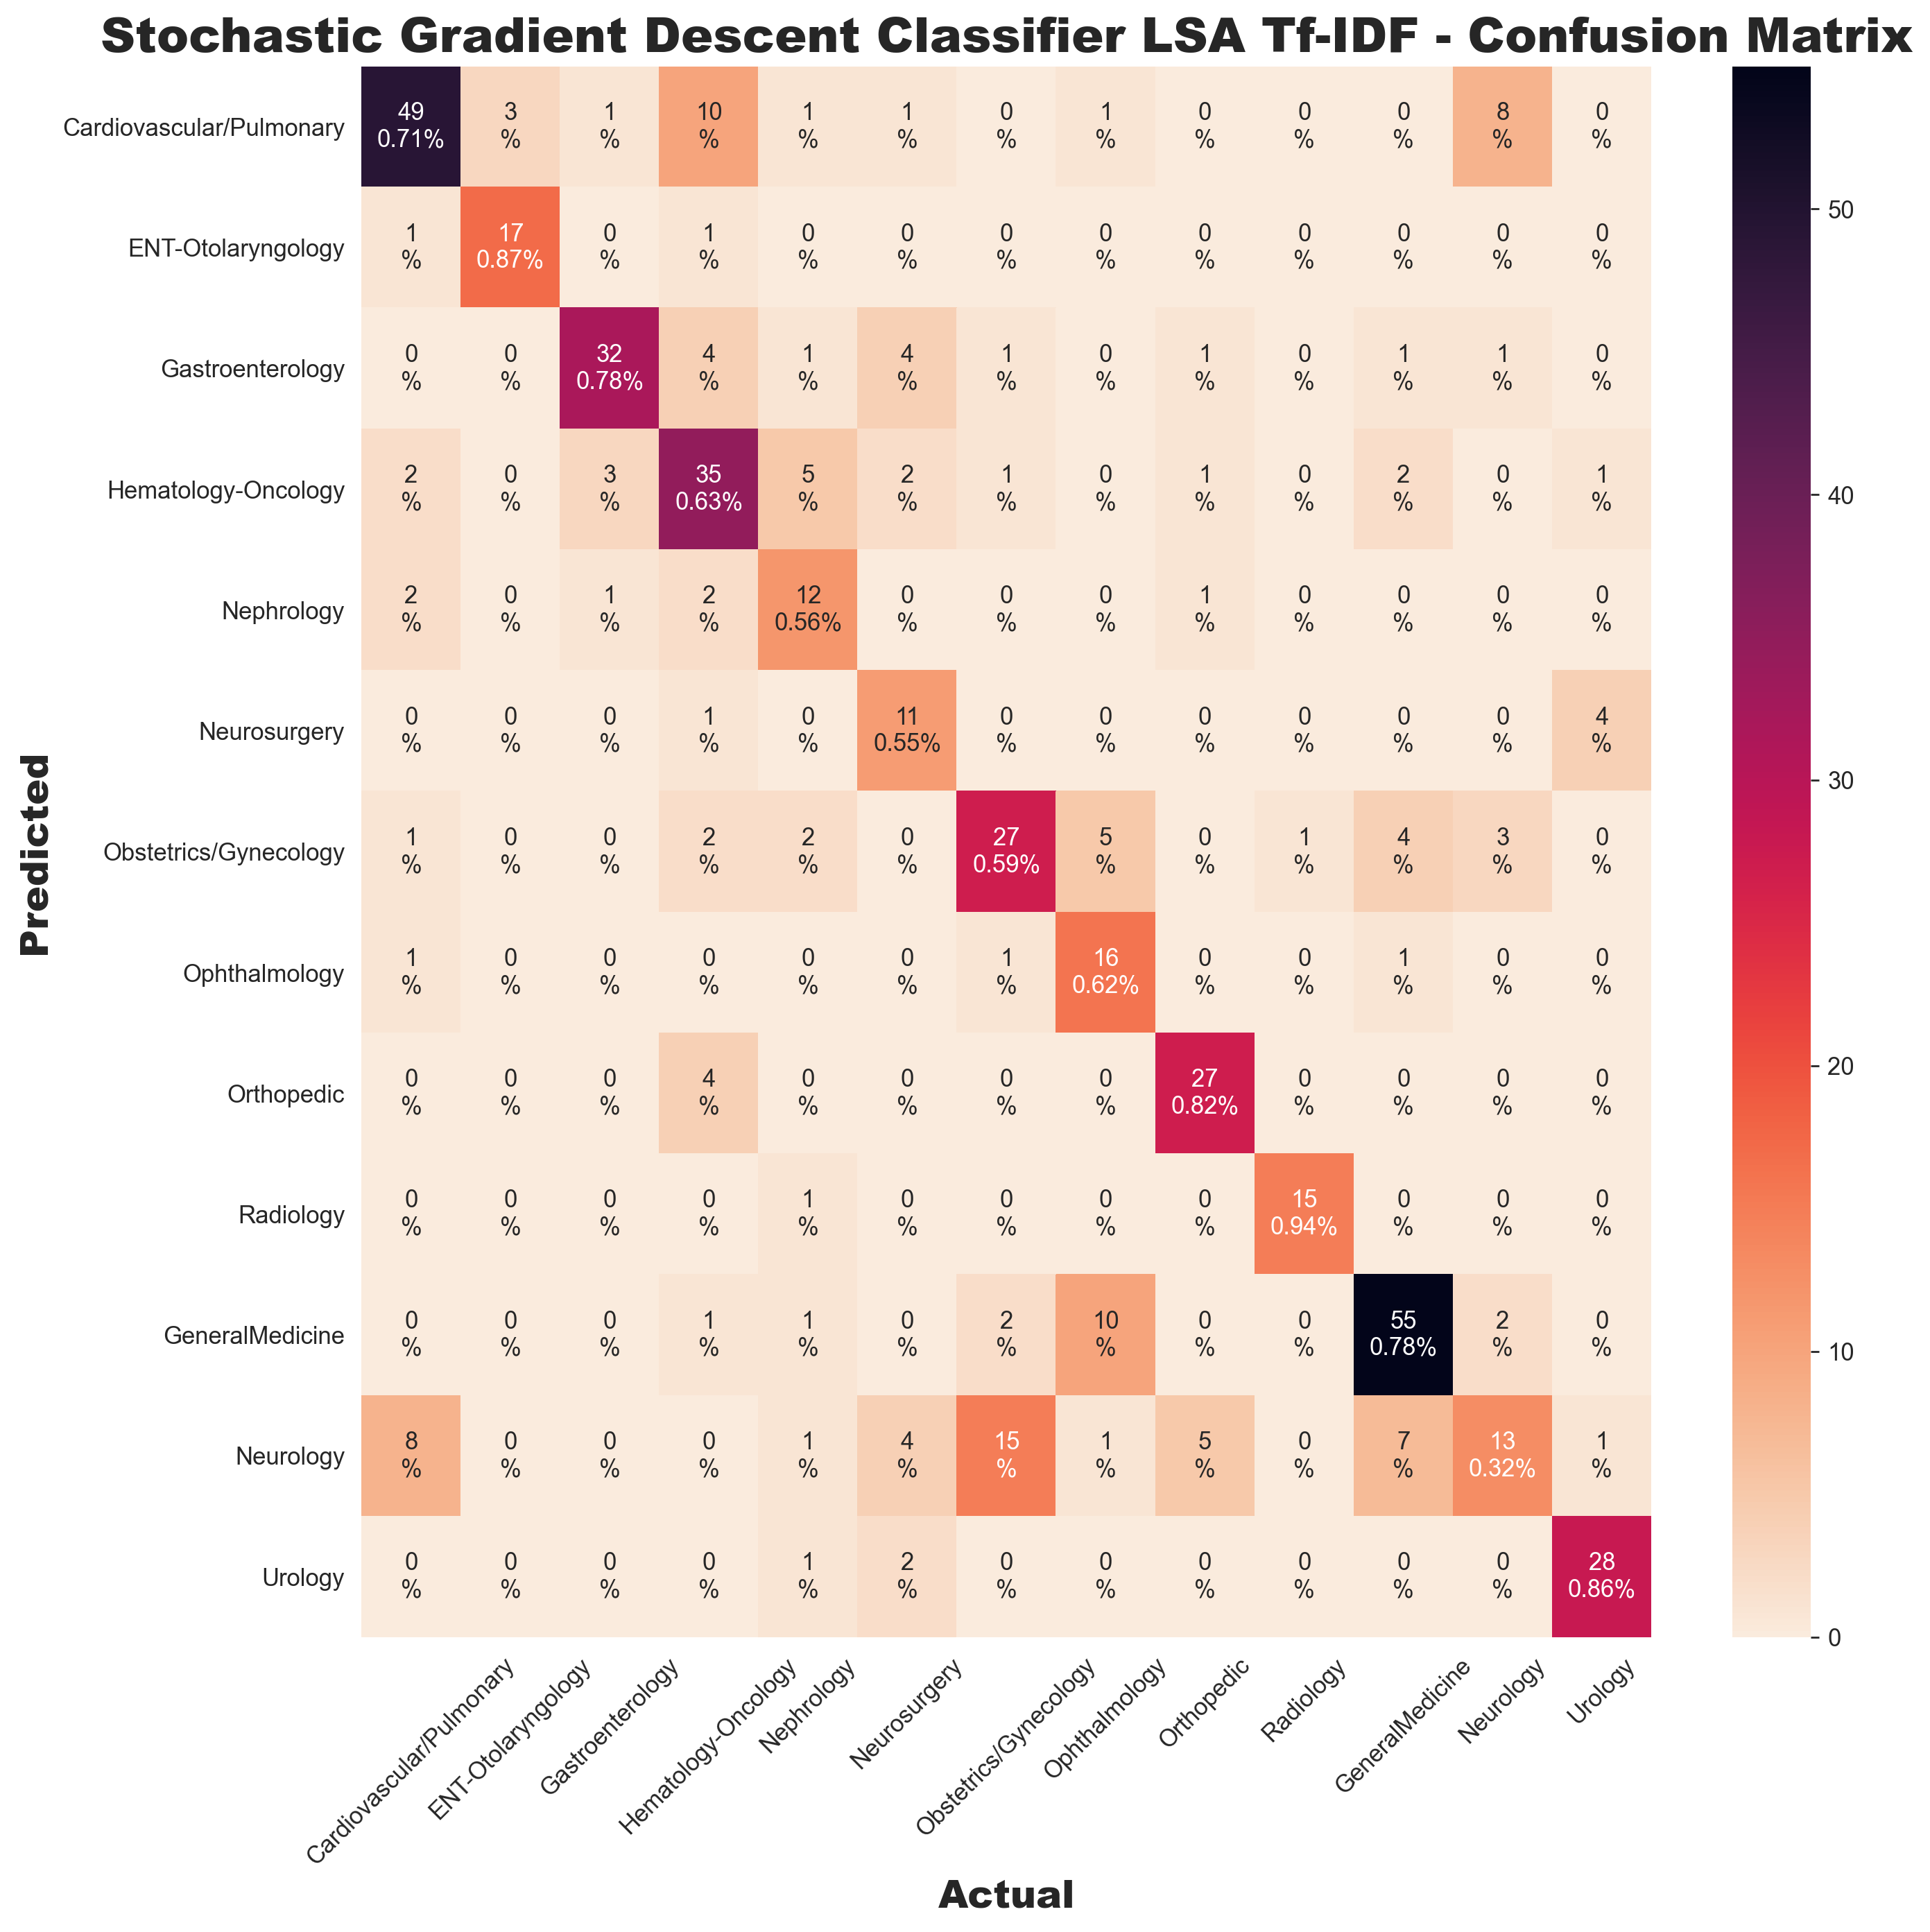 Stochastic Gradient Descent Classifier LSA Tf-IDF - Confusion Matrix
Cardiovascular/Pulmonary 49 3 1 10 1 1 0 1 0 0 0 8 0
0.71% % % % % % % % % % % % %
ENT-Otolaryngology 1 17 0 1 0 0 0 0 0 0 0 0 0
% 0.87% % % % % % % % % % % %
Gastroenterology 0 0 32 4 1 4 1 0 1 0 1 1 0
% % 0.78% % % % % % % % % % %
Hematology-Oncology 2 0 3 35 5 2 1 0 1 0 2 0 1
% % % 0.63% % % % % % % % % %
Nephrology 2 0 1 2 12 0 0 0 1 0 0 0 0
% % % % 0.56% % % % % % % % %
Neurosurgery 0 0 0 1 0 11 0 0 0 0 0 0 4
% % % % % 0.55% % % % % % % %
Obstetrics/Gynecology 1 0 0 2 2 0 27 5 0 1 4 3 0
% % % % % % 0.59% % % % % % %
Ophthalmology 1 0 0 0 0 0 1 16 0 0 1 0 0
% % % % % % % 0.62% % % % % %
Orthopedic 0 0 0 4 0 0 0 0 27 0 0 0 0
% % % % % % % % 0.82% % % % %
Radiology 0 0 0 0 1 0 0 0 0 15 0 0 0
% % % % % % % % % 0.94% % % %
GeneralMedicine 0 0 0 1 1 0 2 10 0 0 55 2 0
% % % % % % % % % % 0.78% % %
Neurology 8 0 0 0 1 4 15 1 5 0 7 13 1
% % % % % % % % % % % 0.32% %
Urology 0 0 0 0 1 2 0 0 0 0 0 0 28
% % % % % % % % % % % % 0.86%
Predicted
Cardiovascular/Pulmonary
ENT-Otolaryngology
Gastroenterology
Hematology-Oncology
Nephrology
Neurosurgery
Obstetrics/Gynecology
Ophthalmology
Orthopedic
Radiology
GeneralMedicine
Neurology
Urology
Actual
50
40
30
20
10
0